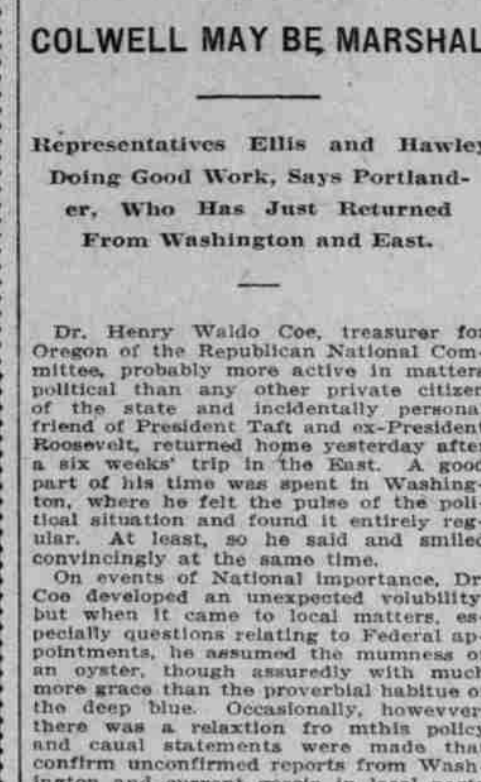 COLWELL MAY BE MARSHAL
Representatives Ellis and Hawley
Doing Good Work, Says Portland-
er, Who Has Just Returned
From Washington and East.
Dr. Henry Waldo Coe, treasurer for
Oregon of the Republican National Com-
mittee, probably more active in matters
political than any other private citizen
of the state and incidentally personal
friend of President Taft and ex-President
Roosevelt, returned home yesterday after
a six weeks' trip in the East. A good
part of his time was spent in Washing-
ton, where he felt the pulse of the poli-
tical situation and found it entirely reg-
ular. At least, so he said and smiled
convincingly at the same time.
On events of National importance, Dr.
Coe developed an unexpected volubility
but when it came to local matters, es-
pecially questions relating to Federal ap-
pointments, he assumed the mumness of
an oyster, though assuredly with much
more grace than the proverbial habitue of
the deep blue. Occasionally, howevver,
there was a relaxtion fro mthis policy
and caual statements were made that
confirm unconfirmed reports from Wash-
ington and current